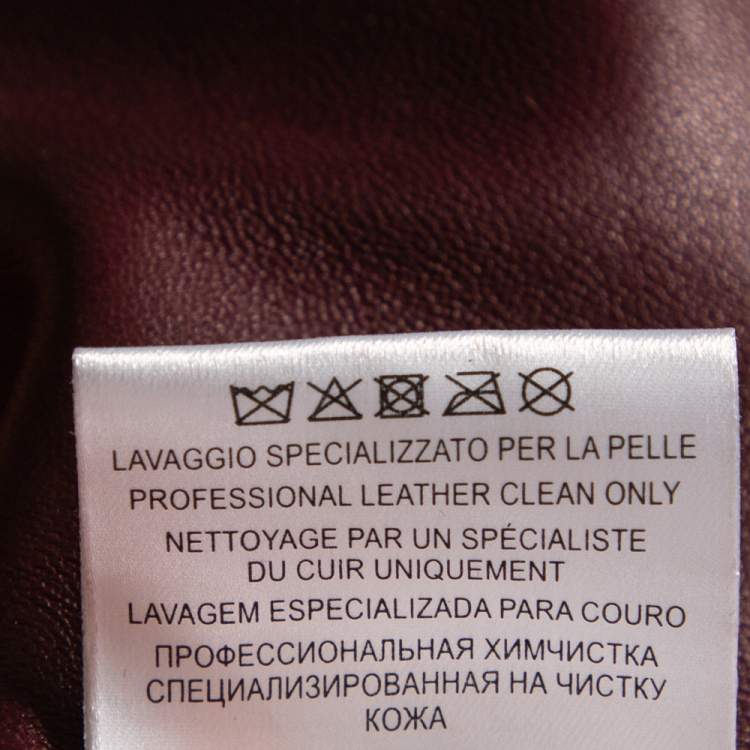 LAVAGGIO SPECIALIZZATO PER LA PELLE
PROFESSIONAL LEATHER CLEAN ONLY
NETTOYAGE PAR UN SPÉCIALISTE
DU CUIR UNIQUEMENT
LAVAGEM ESPECIALIZADA PARA COURO
ПРОФЕССИОНАЛЬНАЯ ХИМЧИСТКА
СПЕЦИАЛИЗИРОВАННАЯ НА ЧИСТКУ
КОЖА